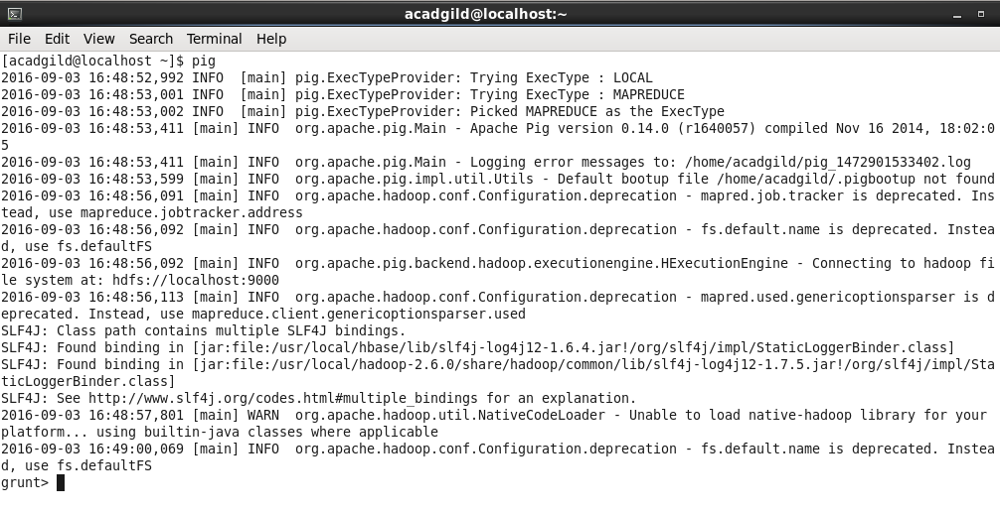 acadgild@localhost:~
File Edit View Search Terminal Help
[acadgild@localhost ~]$ pig
2016-09-03 16:48:52,992 INFO  [main] pig.ExecTypeProvider: Trying ExecType : LOCAL
2016-09-03 16:48:53,001 INFO  [main] pig.ExecTypeProvider: Trying ExecType : MAPREDUCE
2016-09-03 16:48:53,002 INFO  [main] pig.ExecTypeProvider: Picked MAPREDUCE as the ExecType
2016-09-03 16:48:53,411 [main] INFO  org.apache.pig.Main - Apache Pig version 0.14.0 (r1640057) compiled Nov 16 2014, 18:02:0
5
2016-09-03 16:48:53,411 [main] INFO  org.apache.pig.Main - Logging error messages to: /home/acadgild/pig_1472901533402.log
2016-09-03 16:48:53,599 [main] INFO  org.apache.pig.impl.util.Utils - Default bootup file /home/acadgild/.pigbootup not found
2016-09-03 16:48:56,091 [main] INFO  org.apache.hadoop.conf.Configuration.deprecation - mapred.job.tracker is deprecated. Ins
tead, use mapreduce.jobtracker.address
2016-09-03 16:48:56,092 [main] INFO  org.apache.hadoop.conf.Configuration.deprecation - fs.default.name is deprecated. Instea
d, use fs.defaultFS
2016-09-03 16:48:56,092 [main] INFO  org.apache.pig.backend.hadoop.executionengine.HExecutionEngine - Connecting to hadoop fi
le system at: hdfs://localhost:9000
2016-09-03 16:48:56,113 [main] INFO  org.apache.hadoop.conf.Configuration.deprecation - mapred.used.genericoptionsparser is d
eprecated. Instead, use mapreduce.client.genericoptionsparser.used
SLF4J: Class path contains multiple SLF4J bindings.
SLF4J: Found binding in [jar:file:/usr/local/hbase/lib/slf4j-log4j12-1.6.4.jar!/org/slf4j/impl/StaticLoggerBinder.class]
SLF4J: Found binding in [jar:file:/usr/local/hadoop-2.6.0/share/hadoop/common/lib/slf4j-log4j12-1.7.5.jar!/org/slf4j/impl/Sta
ticLoggerBinder.class]
SLF4J: See http://www.slf4j.org/codes.html#multiple_bindings for an explanation.
2016-09-03 16:48:57,801 [main] WARN  org.apache.hadoop.util.NativeCodeLoader - Unable to load native-hadoop library for your
platform... using builtin-java classes where applicable
2016-09-03 16:49:00,069 [main] INFO  org.apache.hadoop.conf.Configuration.deprecation - fs.default.name is deprecated. Instea
d, use fs.defaultFS
grunt>